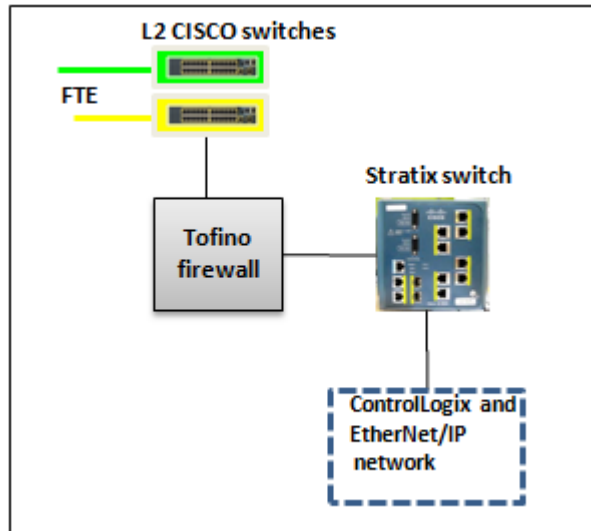 L2 CISCO switches
FTE
Stratix switch
Tofino
firewall
ControlLogix and
EtherNet/IP
network